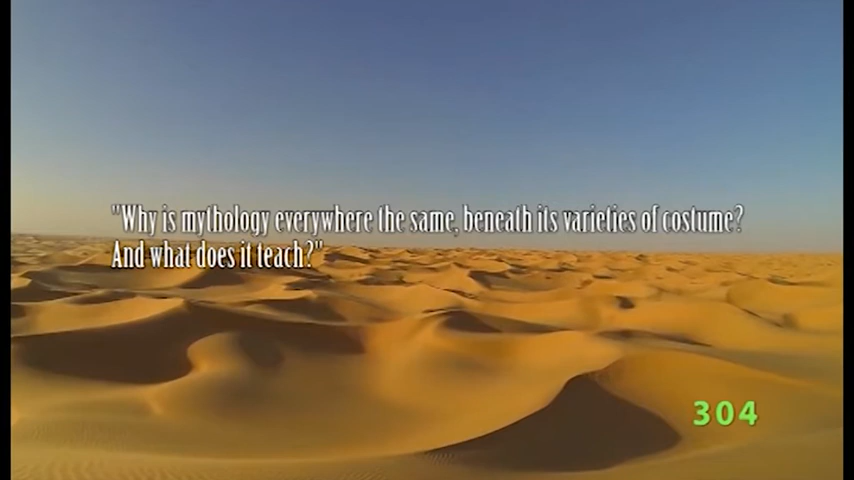 "Why is mythology everywhere the same, beneath its varieties of costume?
And what does it teach?"
304